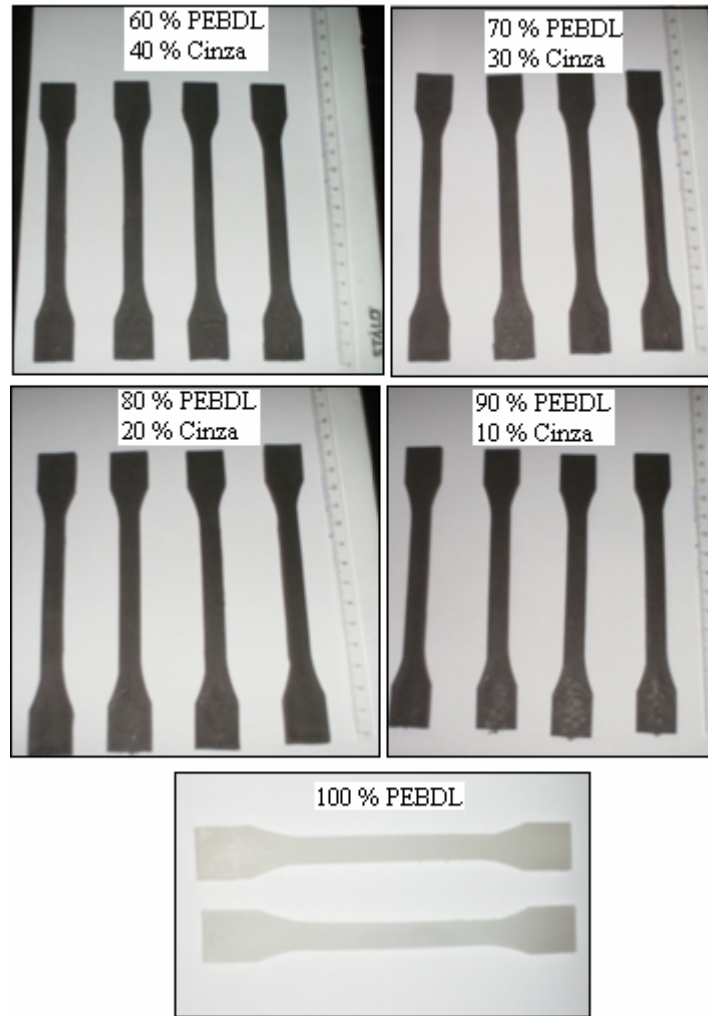 60 % PEBDL
40 % Cinza
70 % PEBDL
30 % Cinza
80 % PEBDL
20 % Cinza
90 % PEBDL
10 % Cinza
100 % PEBDL